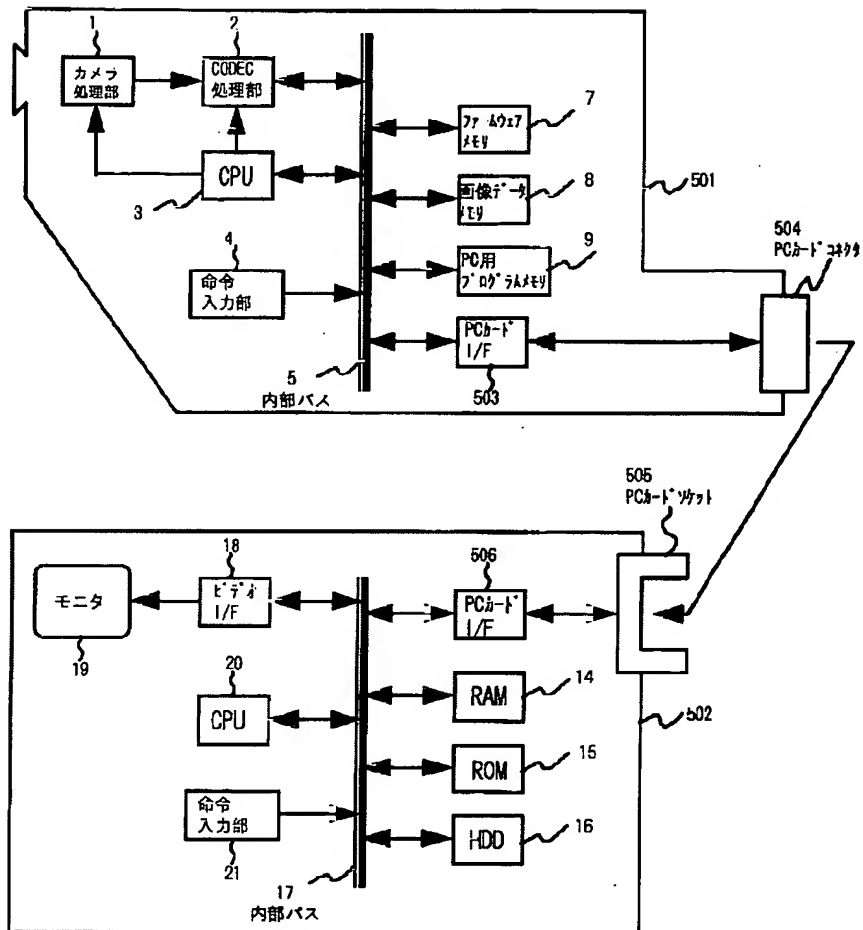 1
カメラ
処理部
2
CODEC
処理部
CPU
3
4
命令
入力部
5
内部バス
ファームウェア
メモリ
7
画像データ
メモリ
8
PC用
プログラムメモリ
9
PCカード
I/F
503
501
504
PCカードコネクタ
505
PCカードソケット
モニタ
19
18
ビデオ
I/F
20
CPU
命令
入力部
21
17
内部バス
506
PCカード
I/F
RAM
14
ROM
15
HDD
16
502